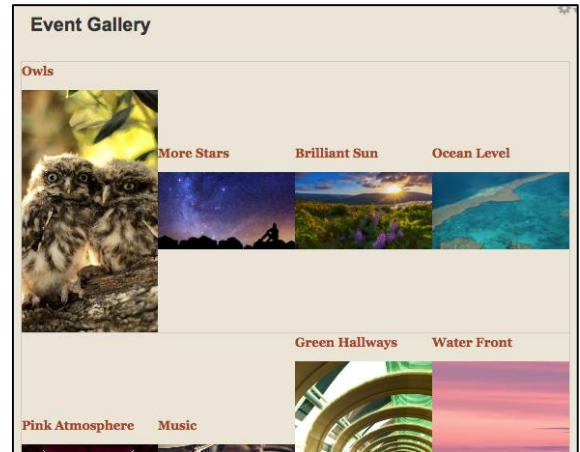 Event Gallery
Owls
More Stars
Brilliant Sun
Ocean Level
Green Hallways
Water Front
Pink Atmosphere
Music